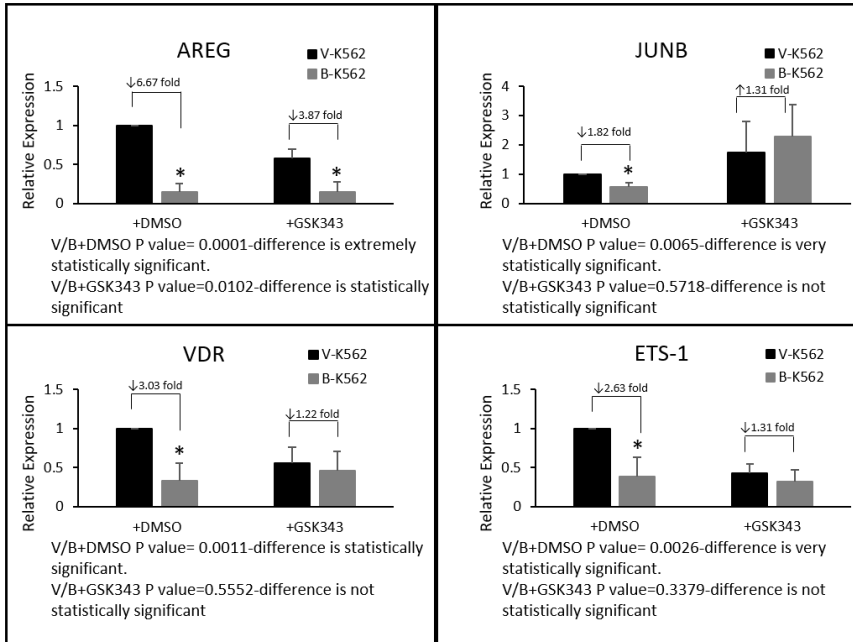 AREG
V-K562
B-K562
Relative Expression
1.5
1
0.5
0
↓6.67 fold
↓3.87 fold
*
*
+DMSO
+GSK343
V/B+DMSO P value= 0.0001-difference is extremely
statistically significant.
V/B+GSK343 P value=0.0102-difference is statistically
significant
JUNB
V-K562
B-K562
Relative Expression
4
3
2
1
0
↓1.82 fold
↑1.31 fold
*
+DMSO
+GSK343
V/B+DMSO P value= 0.0065-difference is very
statistically significant.
V/B+GSK343 P value=0.5718-difference is not
statistically significant
VDR
V-K562
B-K562
Relative Expression
1.5
1
0.5
0
↓3.03 fold
↓1.22 fold
*
+DMSO
+GSK343
V/B+DMSO P value= 0.0011-difference is statistically
significant.
V/B+GSK343 P value=0.5552-difference is not
statistically significant
ETS-1
V-K562
B-K562
Relative Expression
1.5
1
0.5
0
↓2.63 fold
↓1.31 fold
*
+DMSO
+GSK343
V/B+DMSO P value= 0.0026-difference is very
statistically significant.
V/B+GSK343 P value=0.3379-difference is not
statistically significant